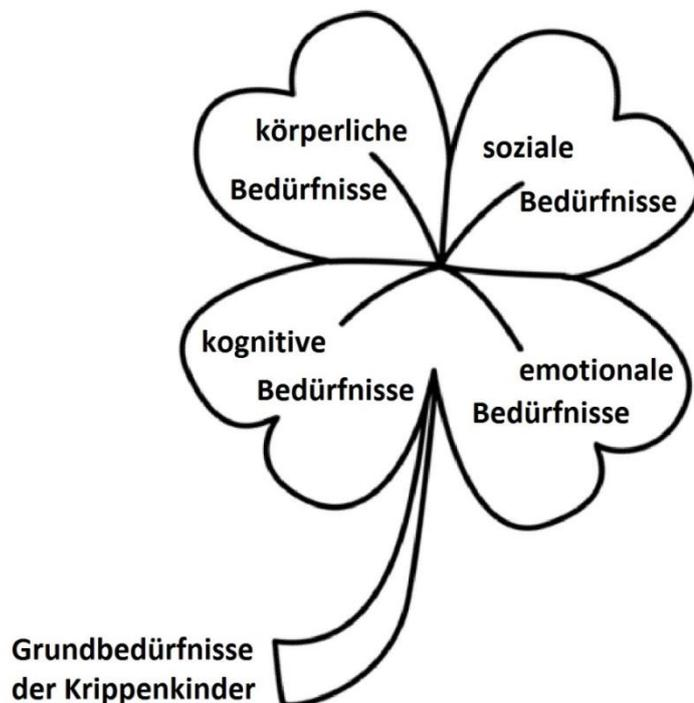 körperliche
Bedürfnisse
soziale
Bedürfnisse
kognitive
Bedürfnisse
emotionale
Bedürfnisse
Grundbedürfnisse
der Krippenkinder